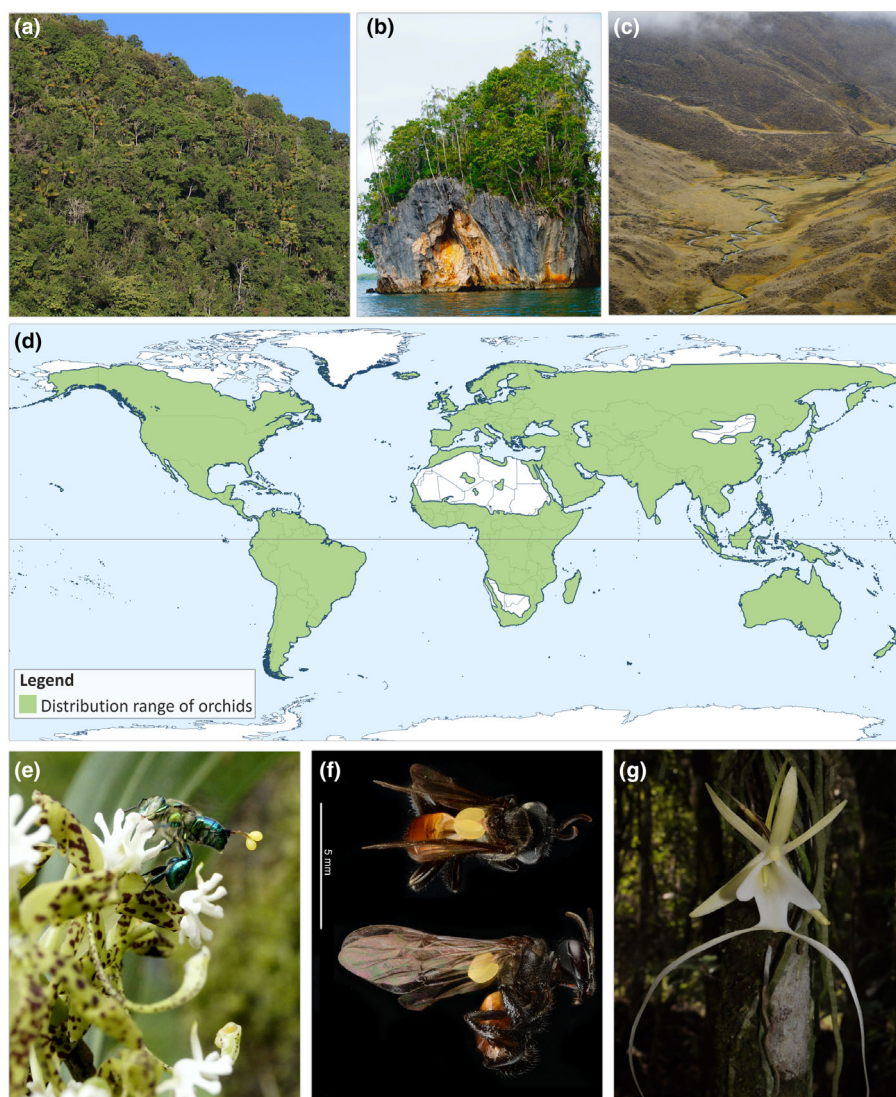 (a)
(b)
(c)
(d)
Legend
Distribution range of orchids
(e)
(f)
5 mm
(g)